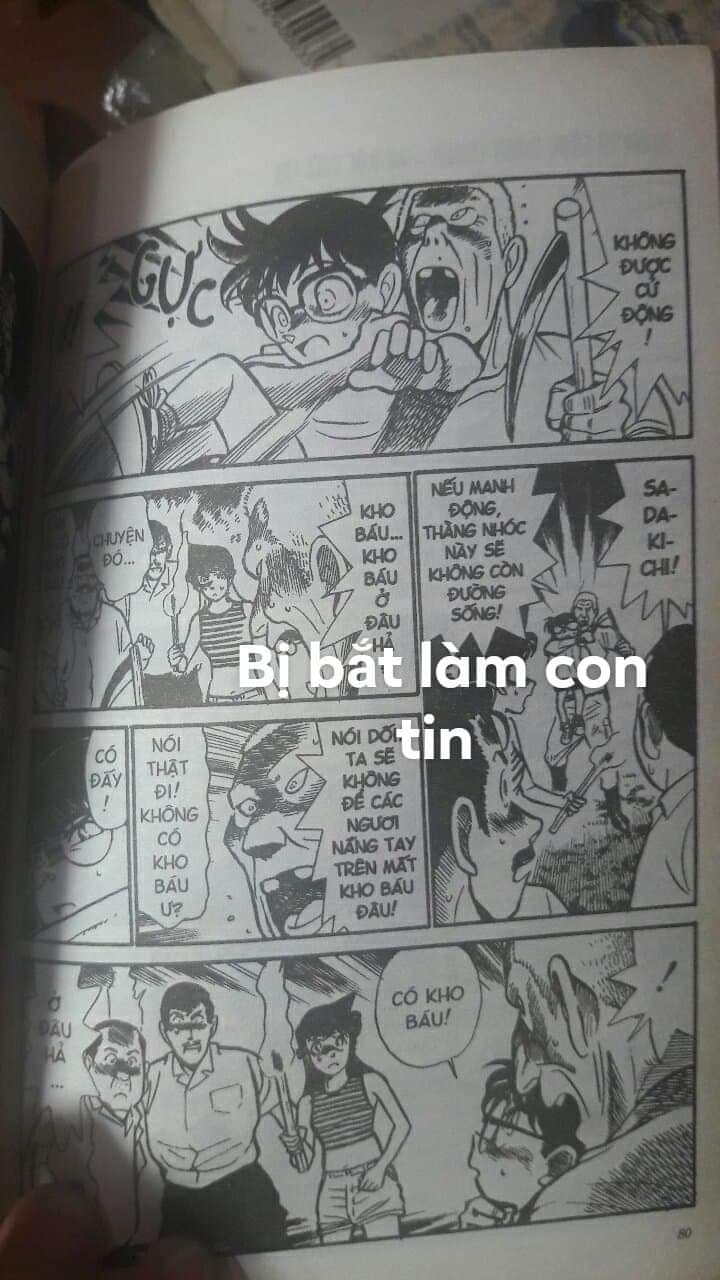 KHÔNG
ĐƯỢC
CỬ
ĐỘNG
!
GỰC
SA-
DA-
KI-
CHI!
NẾU MANH
ĐỘNG,
THẰNG NHÓC
NÀY SẼ
KHÔNG CÒN
ĐƯỜNG
SỐNG!
KHO
BÁU...
KHO
BÁU
Ở
ĐÂU
HẢ
CHUYỆN
ĐÓ...
Bị bắt làm con
tin
NÓI DỐI
TA SẼ
KHÔNG
ĐỂ CÁC
NGƯƠI
NẪNG TAY
TRÊN MẤT
KHO BÁU
ĐÂU!
NÓI
THẬT
ĐI!
KHÔNG
CÓ
KHO
BÁU
Ư?
CÓ
ĐẤY
!
!
CÓ KHO
BÁU!
Ở
ĐÂU
HẢ
...
80